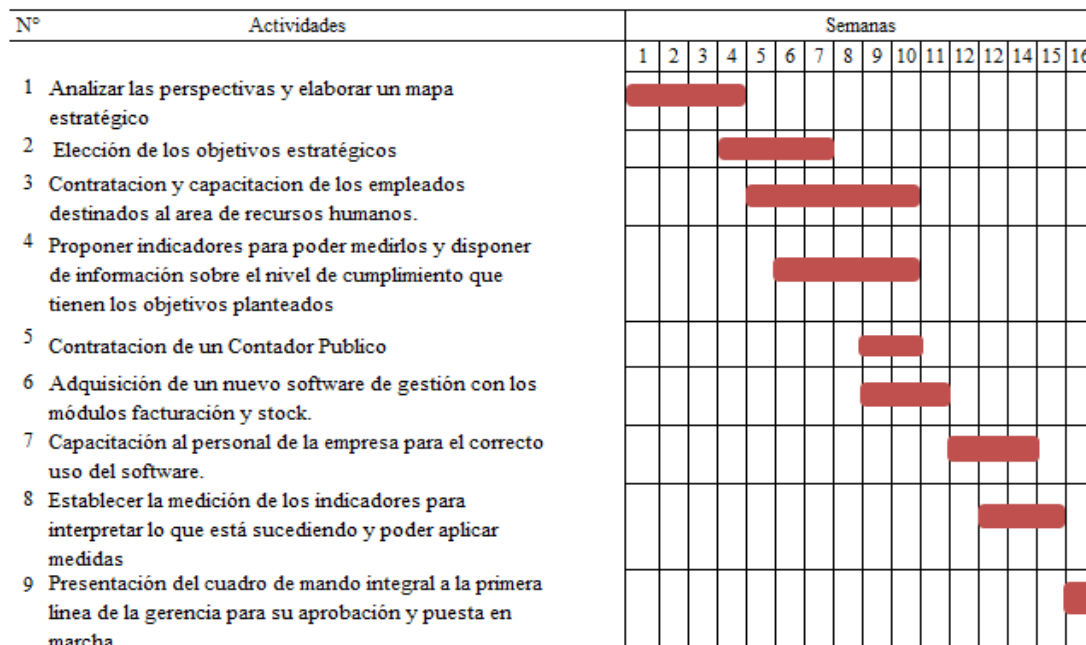 N° Actividades Semanas
1 2 3 4 5 6 7 8 9 10 11 12 12 14 15 16
1 Analizar las perspectivas y elaborar un mapa
estratégico
2 Elección de los objetivos estratégicos
3 Contratacion y capacitacion de los empleados
destinados al area de recursos humanos.
4 Proponer indicadores para poder medirlos y disponer
de información sobre el nivel de cumplimiento que
tienen los objetivos planteados
5 Contratacion de un Contador Publico
6 Adquisición de un nuevo software de gestión con los
módulos facturación y stock.
7 Capacitación al personal de la empresa para el correcto
uso del software.
8 Establecer la medición de los indicadores para
interpretar lo que está sucediendo y poder aplicar
medidas
9 Presentación del cuadro de mando integral a la primera
línea de la gerencia para su aprobación y puesta en
marcha